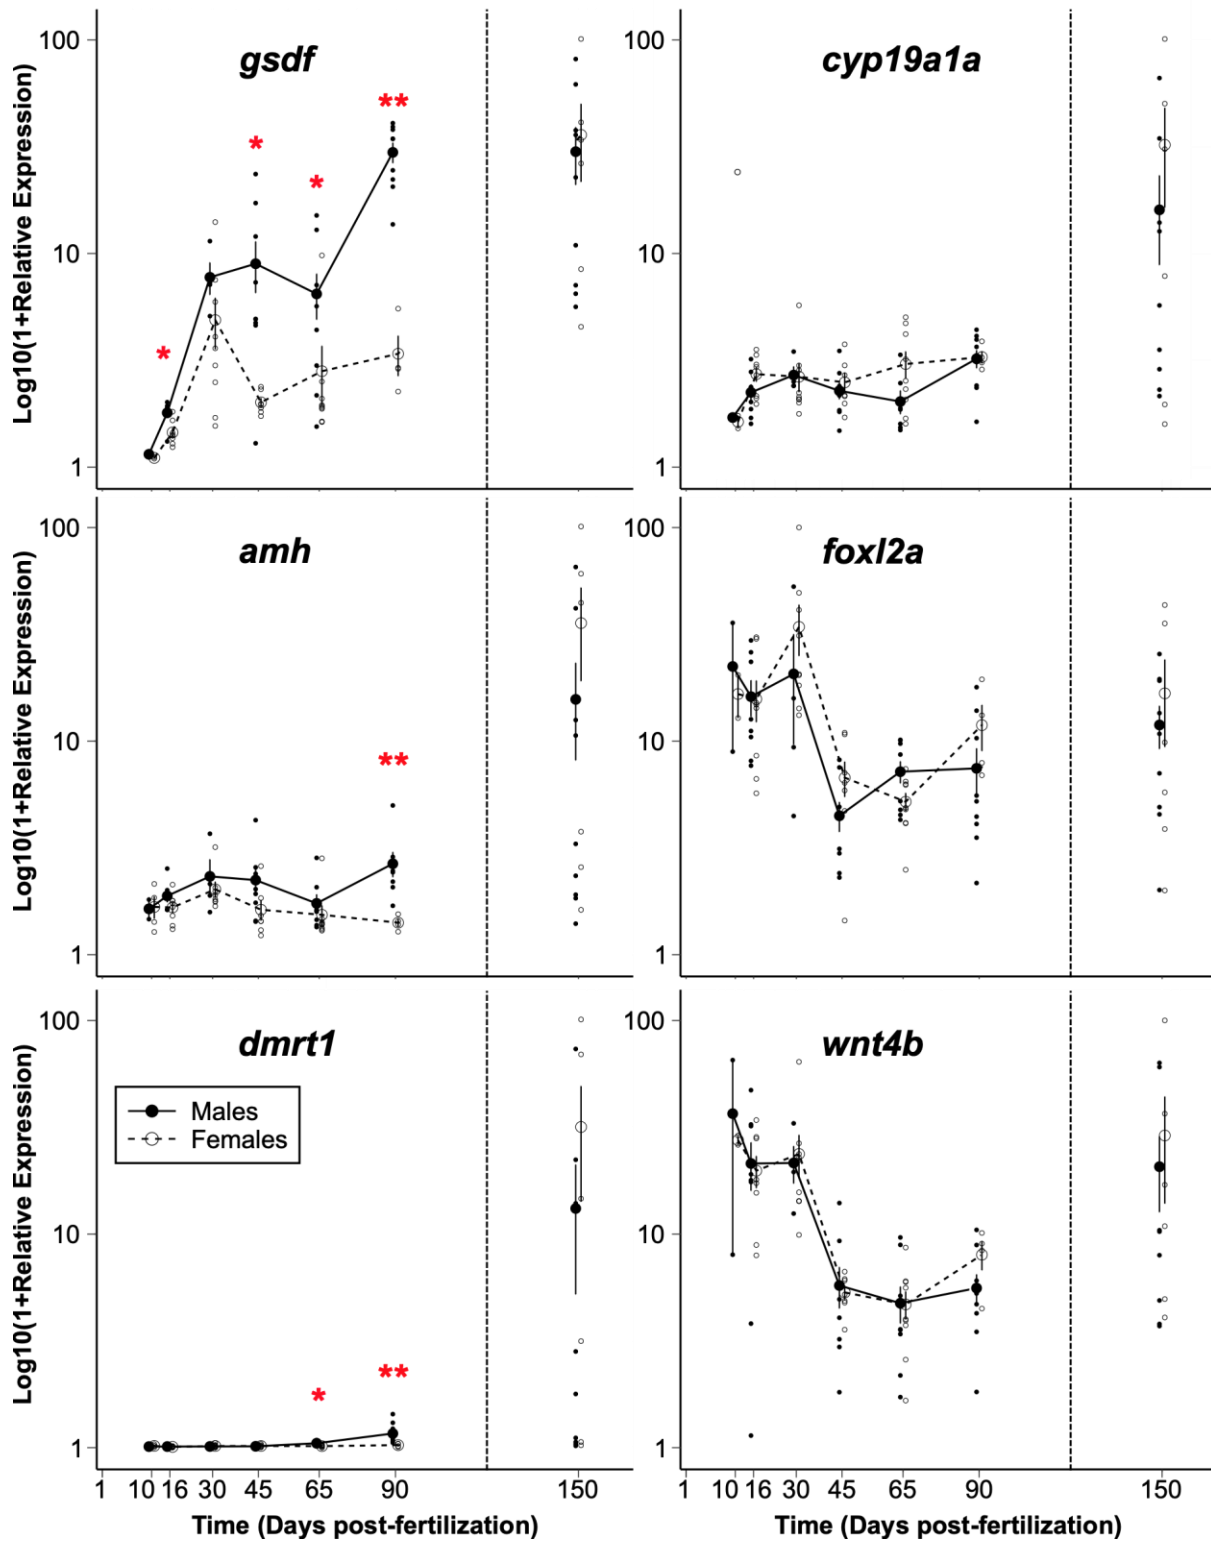 gsdf
cyp19a1a
Log10(1+Relative Expression)
100
10
1
*
*
*
**
amh
foxl2a
Log10(1+Relative Expression)
100
10
1
100
10
1
**
dmrt1
wnt4b
Log10(1+Relative Expression)
100
10
1
100
10
1
Males
Females
*
**
1 10 16 30 45 65 90 150
1 10 16 30 45 65 90 150
Time (Days post-fertilization)
Time (Days post-fertilization)
100
10
1